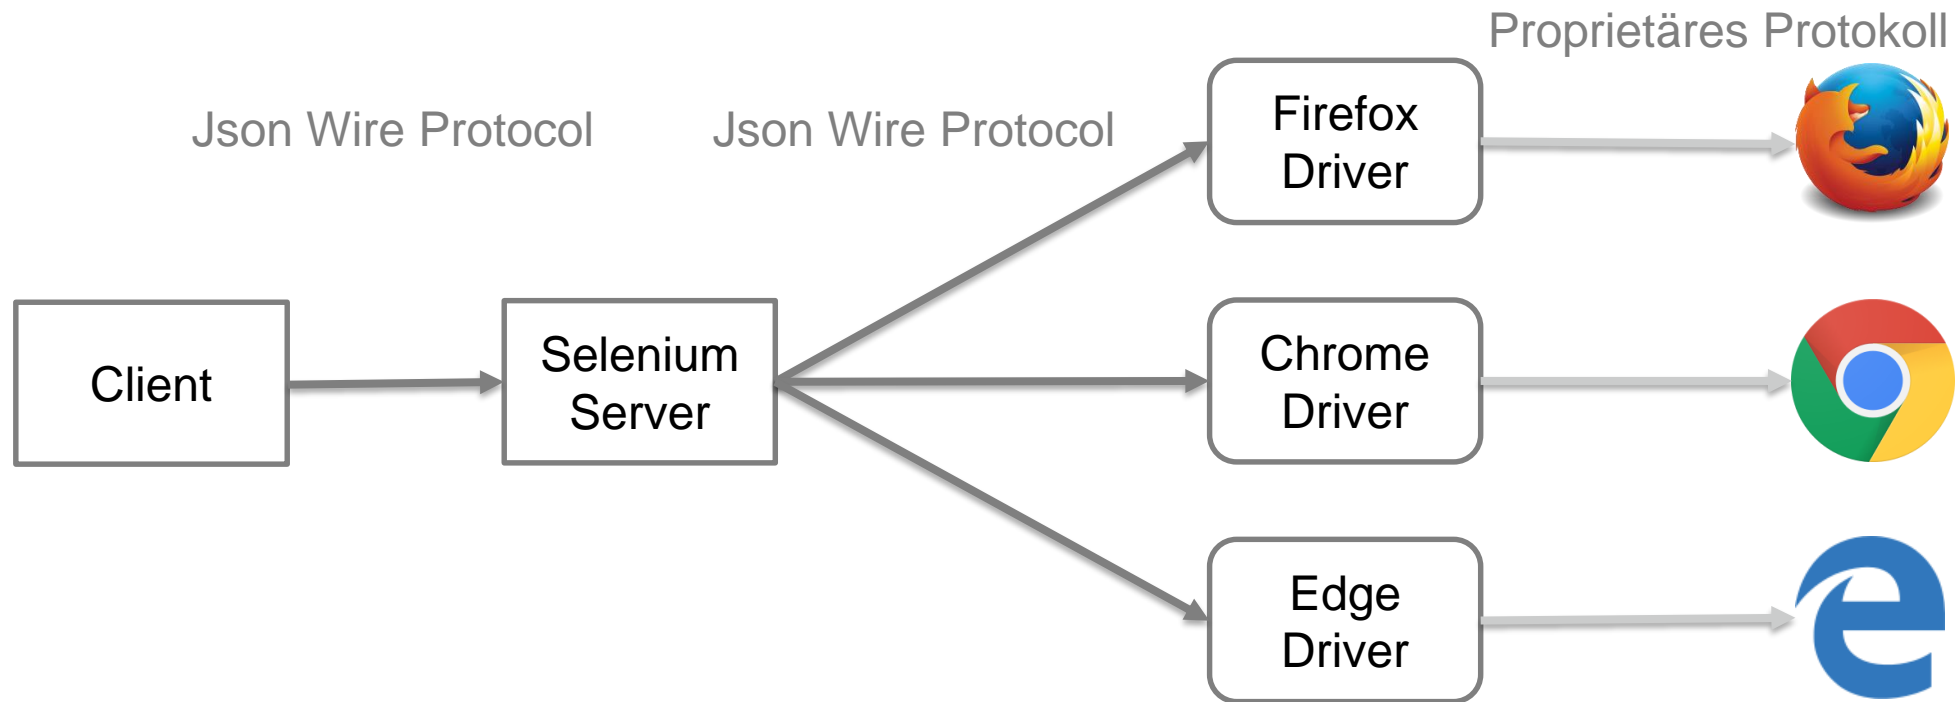 Proprietäres Protokoll
Json Wire Protocol
Json Wire Protocol
Firefox
Driver
Client
Selenium
Server
Chrome
Driver
Edge
Driver